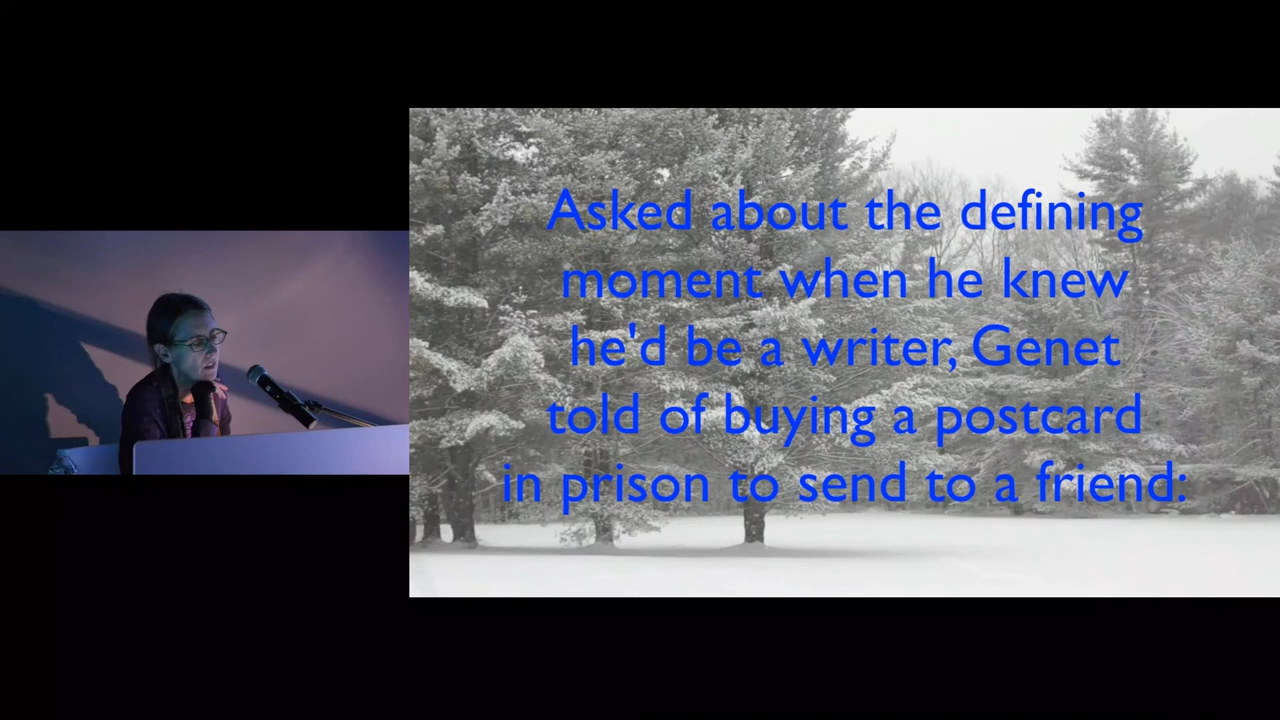 Asked about the defining
moment when he knew
he'd be a writer, Genet
told of buying a postcard
in prison to send to a friend: